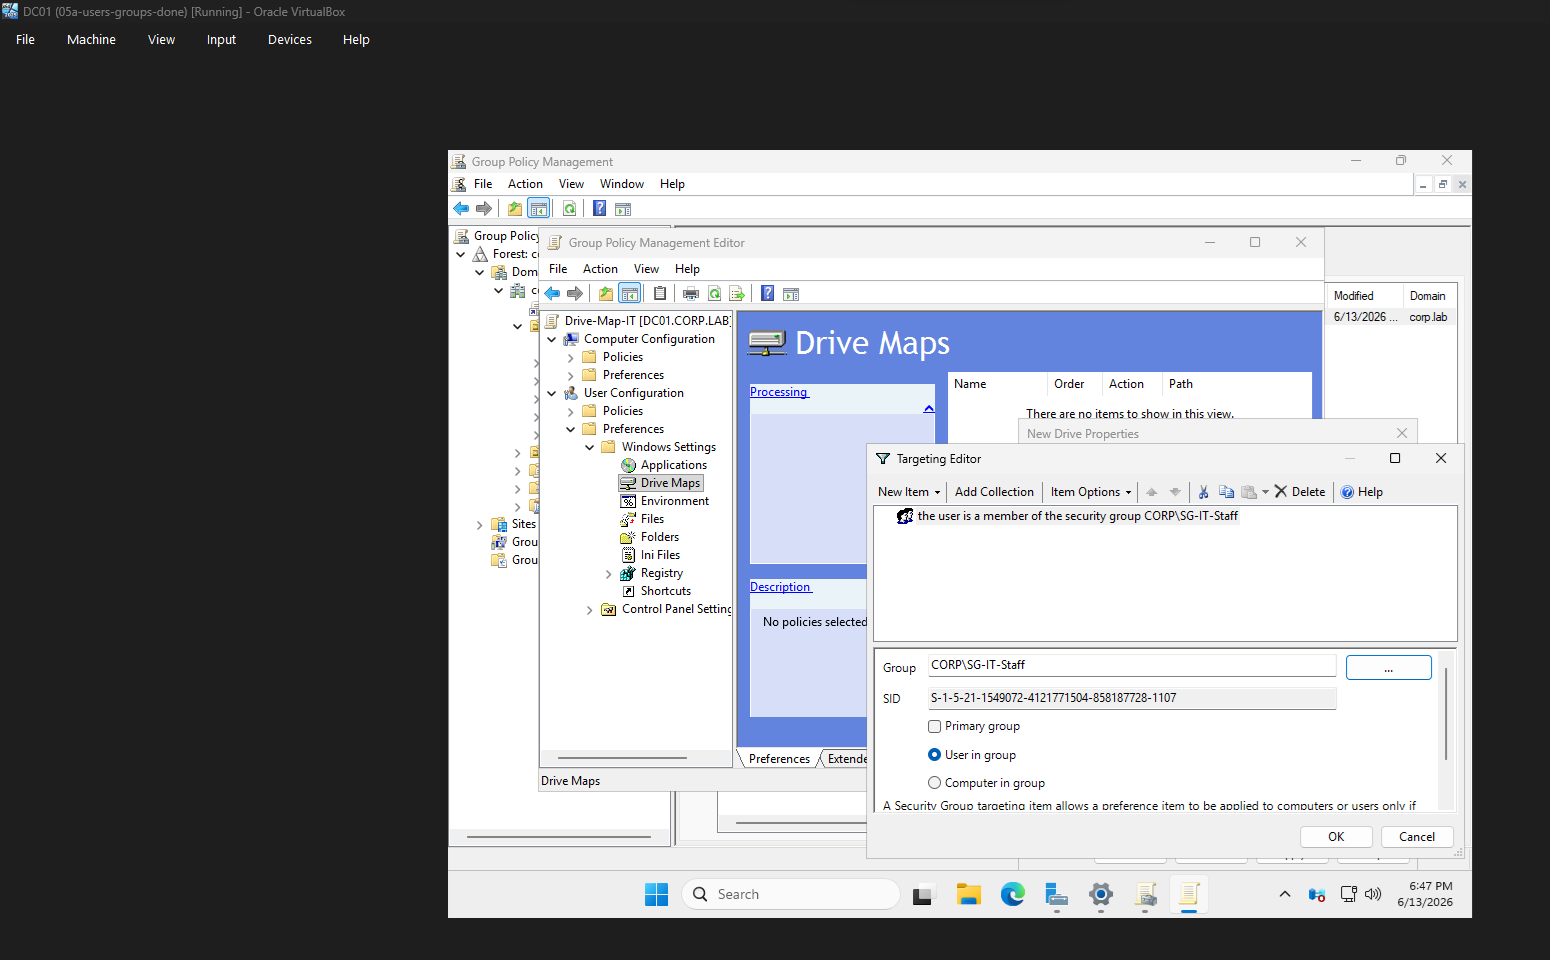 DC01 (05a-users-groups-done) [Running] - Oracle VirtualBox
File Machine View Input Devices Help
Group Policy Management
File Action View Window Help
Group Policy
Forest: c
Dom
Sites
Grou
Grou
Modified Domain
6/13/2026 ... corp.lab
Group Policy Management Editor
File Action View Help
Drive-Map-IT [DC01.CORP.LAB]
Computer Configuration
Policies
Preferences
User Configuration
Policies
Preferences
Windows Settings
Applications
Drive Maps
Environment
Files
Folders
Ini Files
Registry
Shortcuts
Control Panel Setting
Drive Maps
Processing
Description
No policies selected
Name Order Action Path
There are no items to show in this view.
Preferences Extende
Drive Maps
New Drive Properties
Targeting Editor
New Item Add Collection Item Options Delete Help
the user is a member of the security group CORP\SG-IT-Staff
Group CORP\SG-IT-Staff ...
SID S-1-5-21-1549072-4121771504-858187728-1107
Primary group
User in group
Computer in group
A Security Group targeting item allows a preference item to be applied to computers or users only if
OK Cancel
Search
6:47 PM
6/13/2026